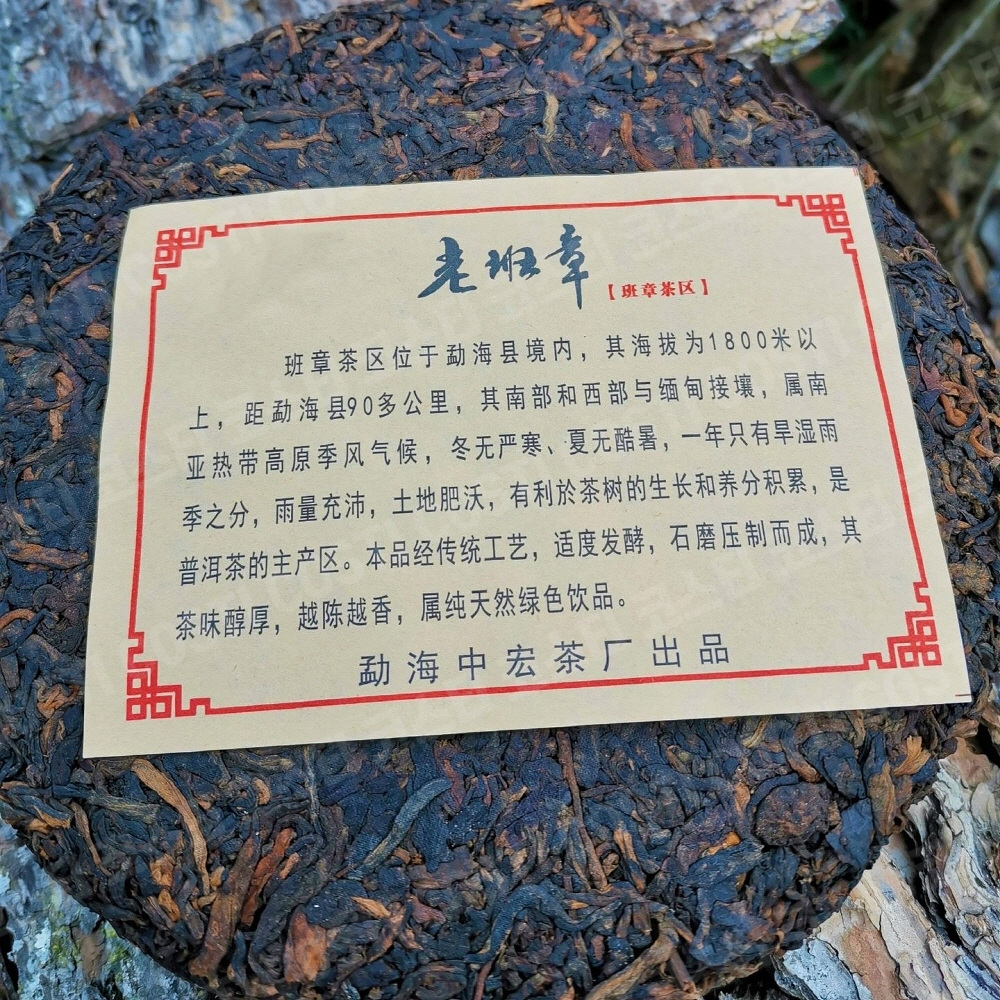 老班章
【班章茶区】
班章茶区位于勐海县境内，其海拔为1800米以
上，距勐海县90多公里，其南部和西部与缅甸接壤，属南
亚热带高原季风气候，冬无严寒、夏无酷暑，一年只有旱湿雨
季之分，雨量充沛，土地肥沃，有利於茶树的生长和养分积累，是
普洱茶的主产区。本品经传统工艺，适度发酵，石磨压制而成，其
茶味醇厚，越陈越香，属纯天然绿色饮品。
勐海中宏茶厂出品